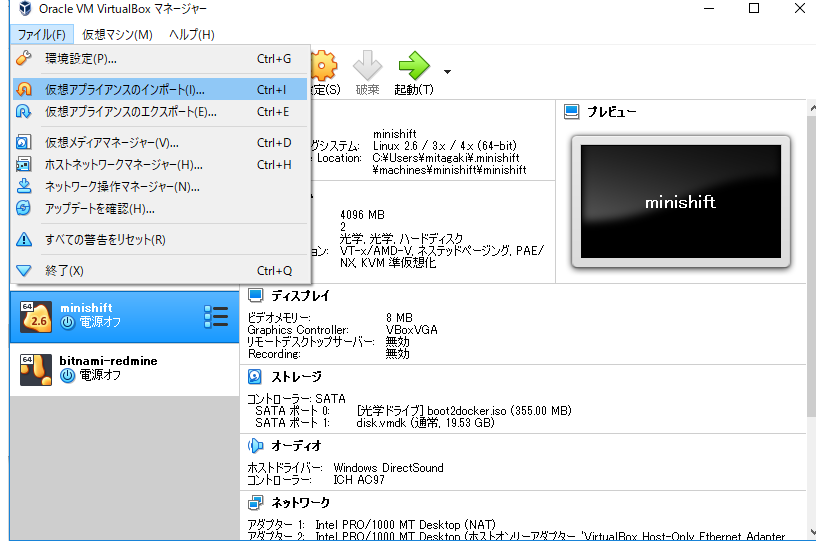 Oracle VM VirtualBox マネージャー
ファイル(F) 仮想マシン(M) ヘルプ(H)
環境設定(P)... Ctrl+G
仮想アプライアンスのインポート(I)... Ctrl+I
仮想アプライアンスのエクスポート(E)... Ctrl+E
仮想メディアマネージャー(V)... Ctrl+D
ホストネットワークマネージャー(H)... Ctrl+H
ネットワーク操作マネージャー(N)...
アップデートを確認(H)...
すべての警告をリセット(R)
終了(X) Ctrl+Q
定(S) 破棄 起動(T)
minishift
グシステム: Linux 2.6 / 3.x / 4.x (64-bit)
e Location: C:¥Users¥mitagaki¥.minishift
¥machines¥minishift¥minishift
4096 MB
2
光学, 光学, ハードディスク
ョン: VT-x/AMD-V, ネステッドページング, PAE/
NX, KVM 準仮想化
プレビュー
minishift
64
2.6
minishift
電源オフ
64
bitnami-redmine
電源オフ
ディスプレイ
ビデオメモリー: 8 MB
Graphics Controller: VBoxVGA
リモートデスクトップサーバー: 無効
Recording: 無効
ストレージ
コントローラー: SATA
SATA ポート 0: [光学ドライブ] boot2docker.iso (355.00 MB)
SATA ポート 1: disk.vmdk (通常, 19.53 GB)
オーディオ
ホストドライバー: Windows DirectSound
コントローラー: ICH AC97
ネットワーク
アダプター 1: Intel PRO/1000 MT Desktop (NAT)
アダプター 2: Intel PRO/1000 MT Desktop (ホストオンリーアダプター 'VirtualBox Host-Only Ethernet Adapter